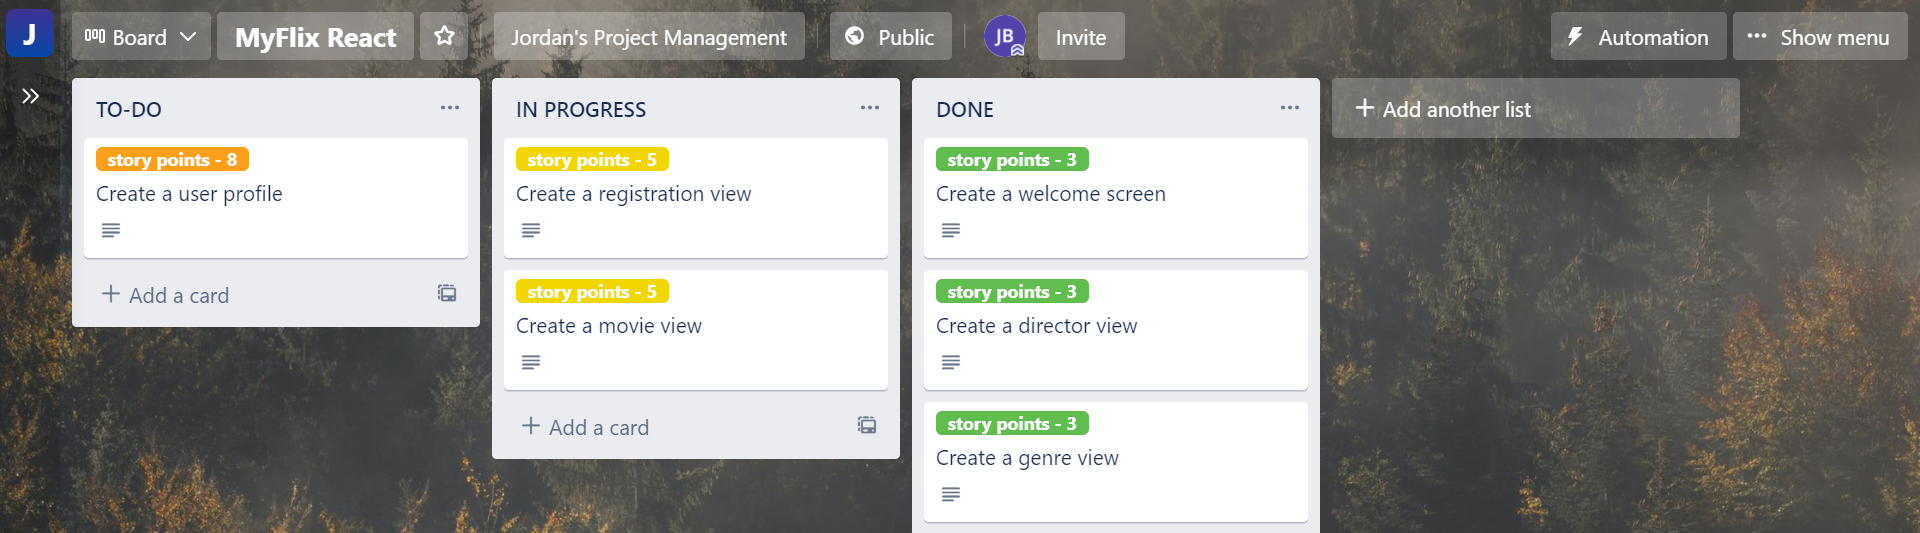 J
Board
MyFlix React
Jordan's Project Management
Public
JB
Invite
Automation
Show menu
TO-DO
story points - 8
Create a user profile
Add a card
IN PROGRESS
story points - 5
Create a registration view
story points - 5
Create a movie view
Add a card
DONE
story points - 3
Create a welcome screen
story points - 3
Create a director view
story points - 3
Create a genre view
Add another list